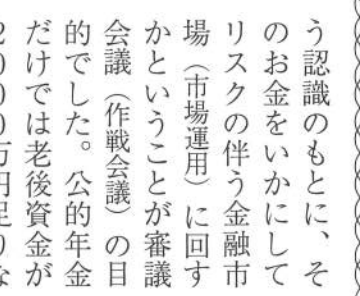 う認識のもとに、そ
のお金をいかにして
リスクの伴う金融市
場（市場運用）に回す
かということが審議
会議（作戦会議）の目
的でした。公的年金
だけでは老後資金が
2000万円足りな